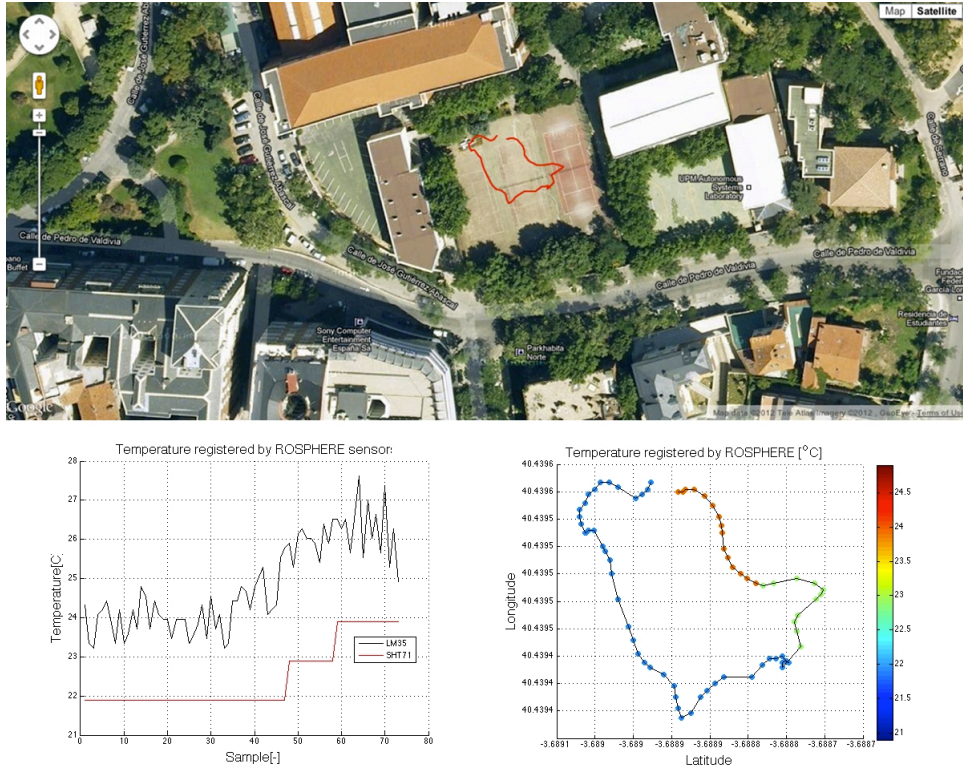 Map Satellite
Calle de José Gutiérrez Abascal
Calle de José Gutiérrez Abascal
Calle de Serrano
UPM Autonomous
Systems
Laboratory
Calle de Pedro de Valdivia
Buffet
Calle de José Gutiérrez Abascal
Calle de Pedro de Valdivia
Calle de Pedro de Valdivia
Residencia de
Estudiantes
Sony Computer
Entertainment
España Sa
Parkhabita
Norte
Google
Map data ©2012 Tele Atlas Imagery ©2012 , GeoEye Terms of Use
Temperature registered by ROSPHERE sensors
Temperature[C]
28
27
26
25
24
23
22
21
LM35
SHT71
0 10 20 30 40 50 60 70 80
Sample[-]
Temperature registered by ROSPHERE [°C]
Longitude
40.4396
40.4396
40.4395
40.4395
40.4395
40.4394
40.4394
-3.6891 -3.689 -3.689 -3.6889 -3.6889 -3.6888 -3.6888 -3.6887 -3.6887
Latitude
24.5
24
23.5
23
22.5
22
21.5
21